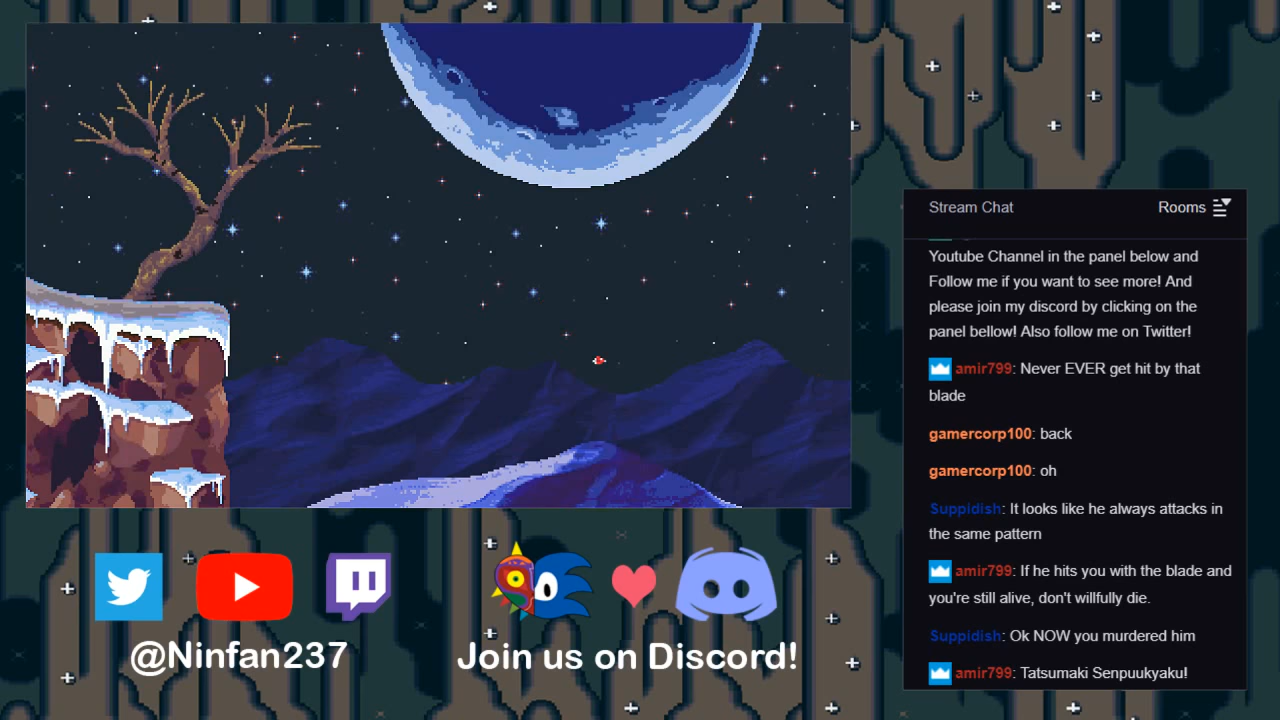 Stream Chat
Rooms
Youtube Channel in the panel below and
Follow me if you want to see more! And
please join my discord by clicking on the
panel bellow! Also follow me on Twitter!
amir799: Never EVER get hit by that
blade
gamercorp100: back
gamercorp100: oh
Suppidish: It looks like he always attacks in
the same pattern
amir799: If he hits you with the blade and
you're still alive, don't willfully die.
Suppidish: Ok NOW you murdered him
amir799: Tatsumaki Senpuukyaku!
@Ninfan237
Join us on Discord!